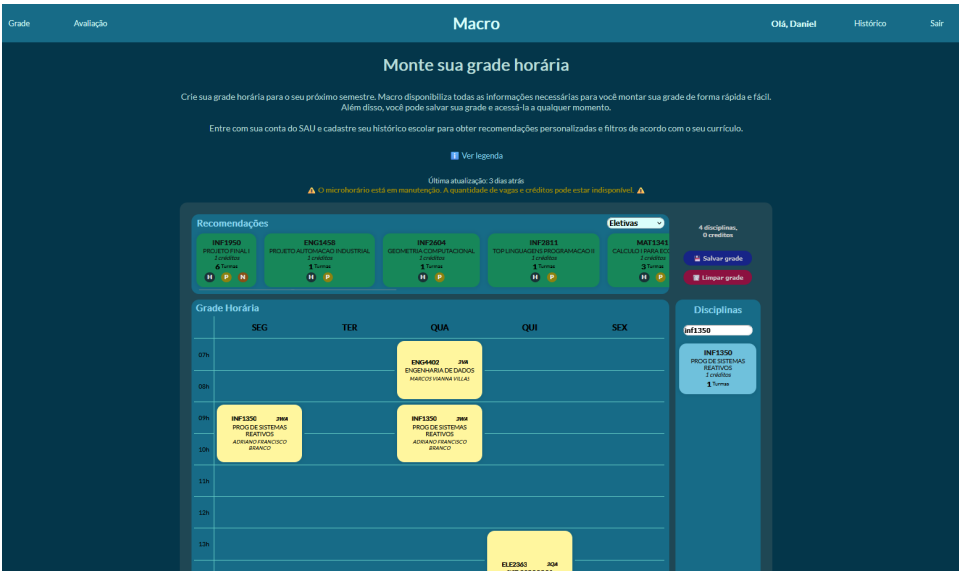 Grade
Avaliação
Macro
Olá, Daniel
Histórico
Sair
Monte sua grade horária
Crie sua grade horária para o seu próximo semestre. Macro disponibiliza todas as informações necessárias para você montar sua grade de forma rápida e fácil.
Além disso, você pode salvar sua grade e acessá-la a qualquer momento.
Entre com sua conta do SAU e cadastre seu histórico escolar para obter recomendações personalizadas e filtros de acordo com o seu currículo.
Ver legenda
Última atualização: 3 dias atrás
O microhorário está em manutenção. A quantidade de vagas e créditos pode estar indisponível.
Recomendações
Eletivas
INF1950
PROJETO FINAL I
1 créditos
6 Turmas
H P N
ENG1458
PROJETO AUTOMACAO INDUSTRIAL
1 créditos
1 Turmas
H P
INF2604
GEOMETRIA COMPUTACIONAL
1 créditos
1 Turmas
H P
INF2811
TOP LINGUAGENS PROGRAMACAO II
1 créditos
1 Turmas
H P
MAT1341
CALCULO I PARA ECO
1 créditos
3 Turmas
H P
4 disciplinas,
0 creditos
Salvar grade
Limpar grade
Grade Horária
SEG TER QUA QUI SEX
07h
08h
09h
10h
11h
12h
13h
ENG4402 3VA
ENGENHARIA DE DADOS
MARCOS VIANNA VILLAS
INF1350 3WA
PROG DE SISTEMAS
REATIVOS
ADRIANO FRANCISCO
BRANCO
INF1350 3WA
PROG DE SISTEMAS
REATIVOS
ADRIANO FRANCISCO
BRANCO
ELE2363 3QA
Disciplinas
inf1350
INF1350
PROG DE SISTEMAS
REATIVOS
1 créditos
1 Turmas